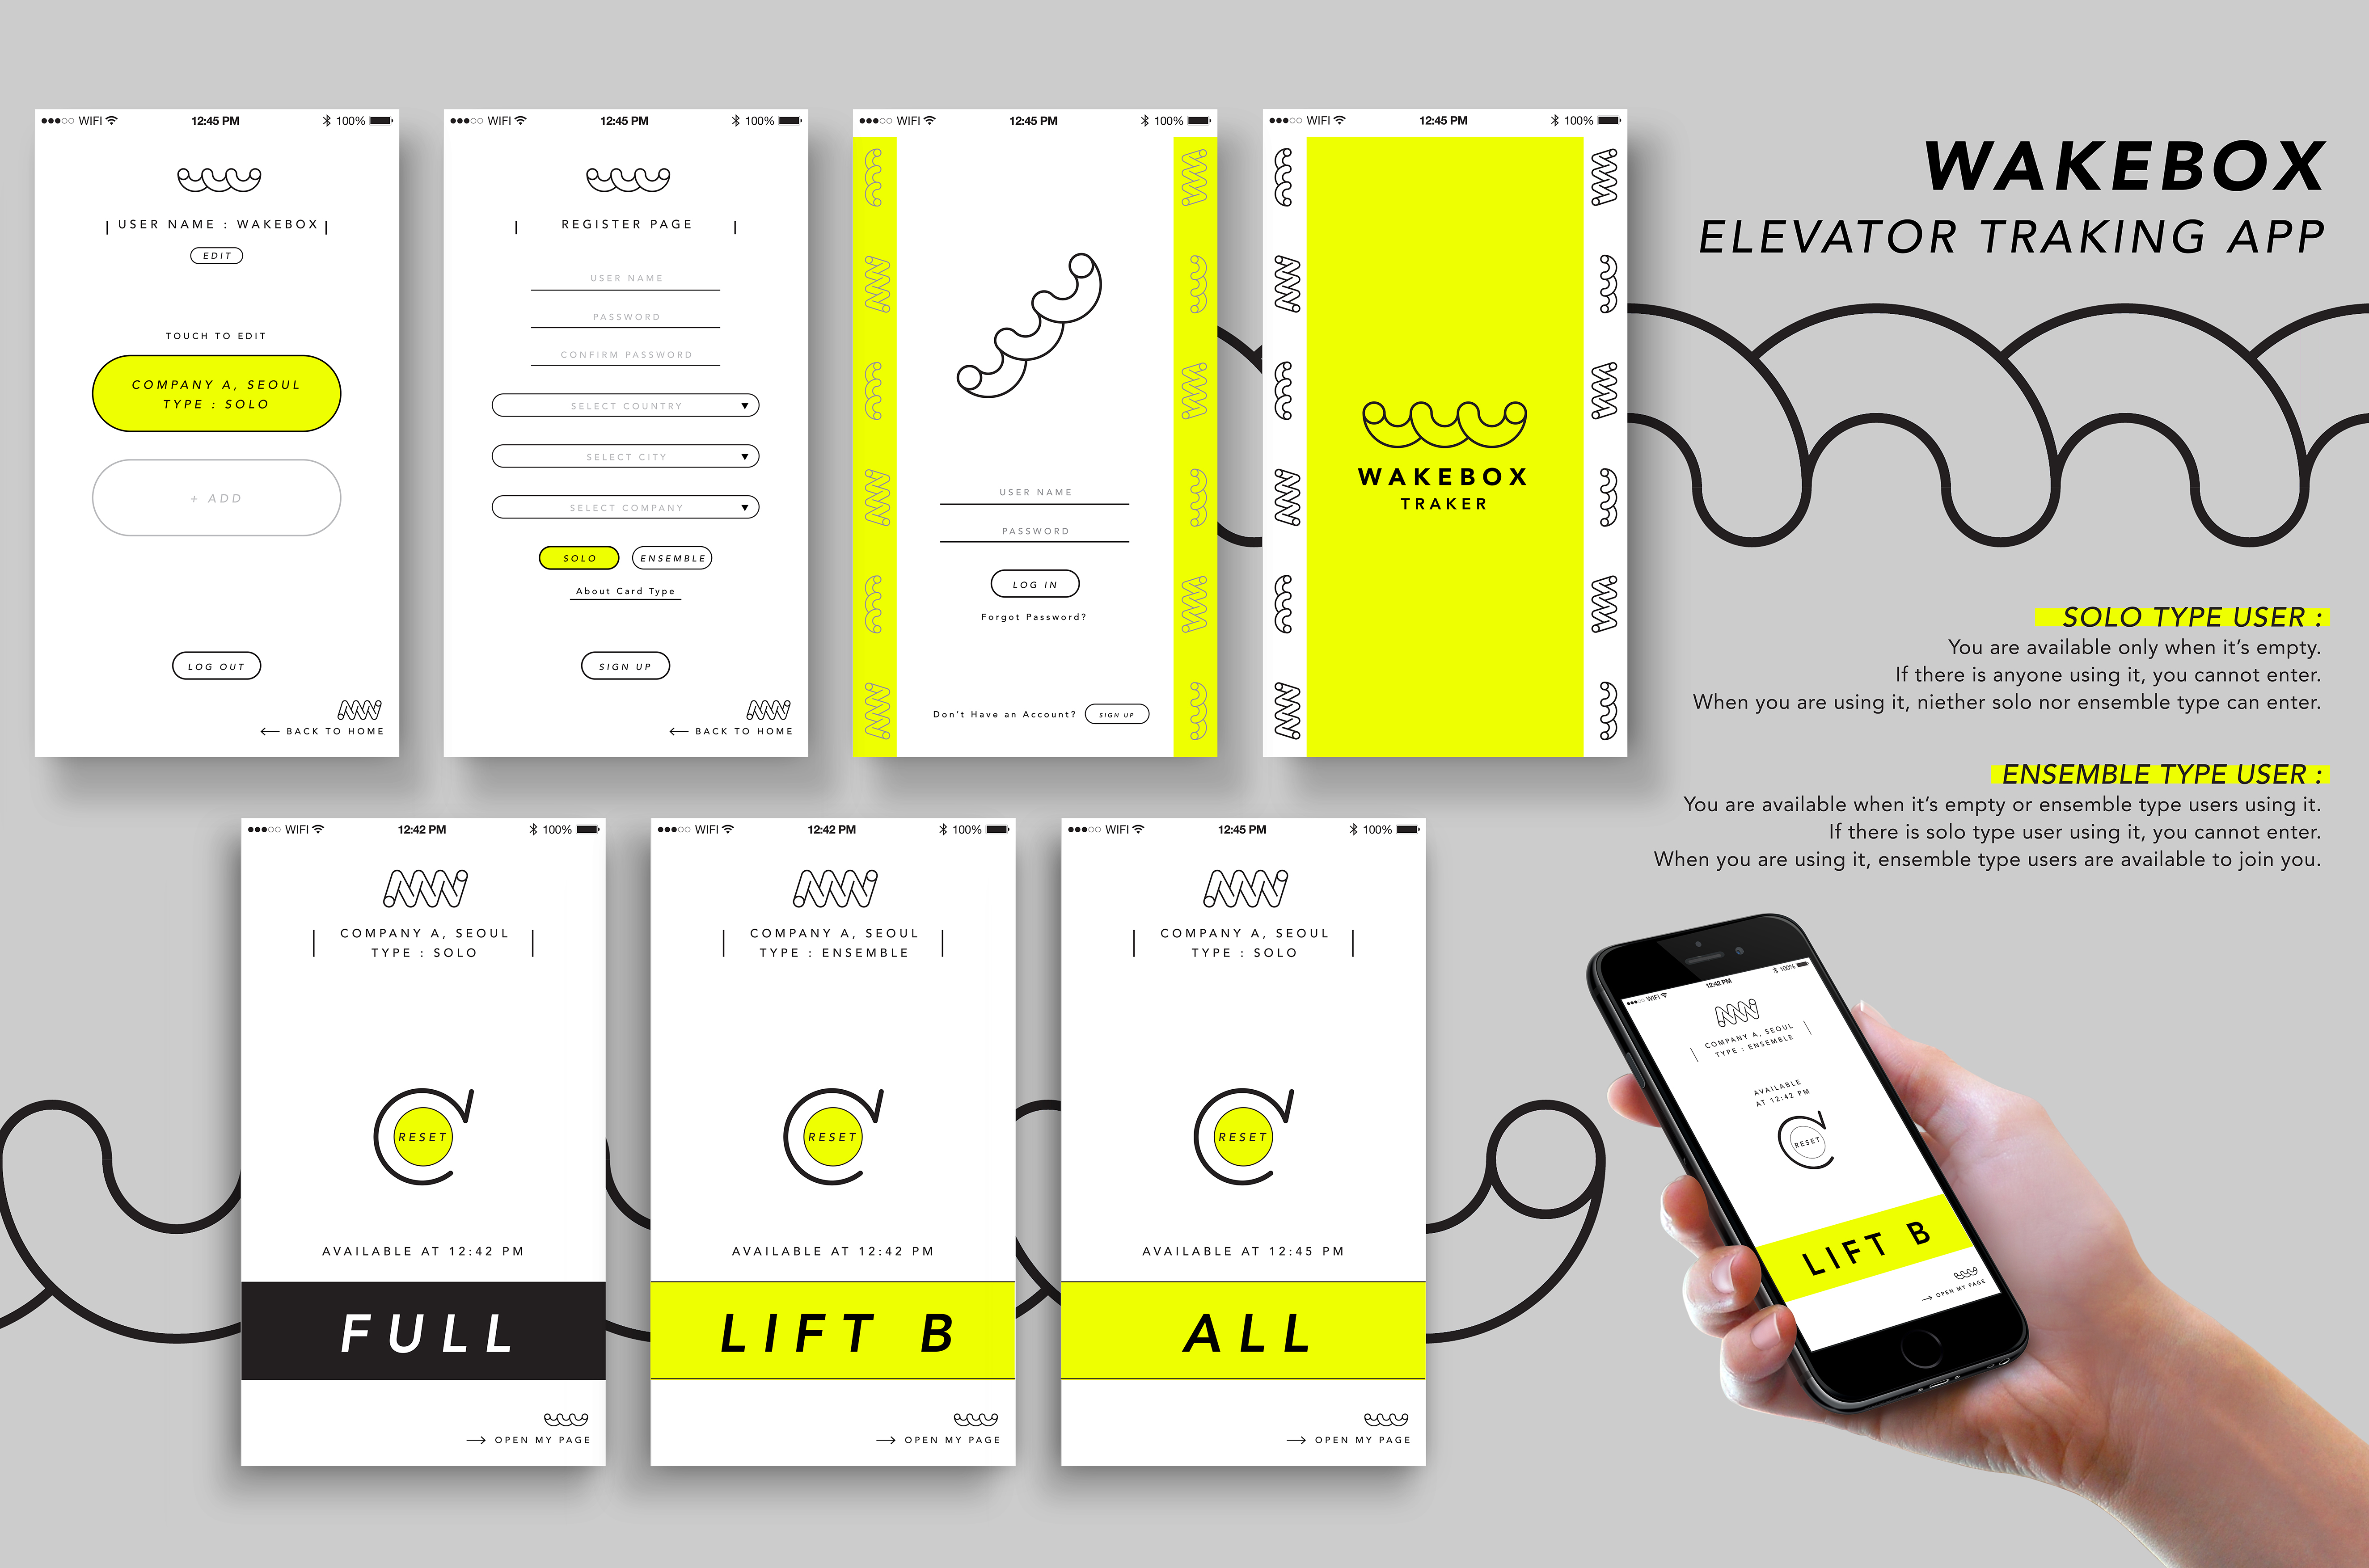 WIFI 12:45 PM 100%
USER NAME : WAKEBOX
EDIT
TOUCH TO EDIT
COMPANY A, SEOUL
TYPE : SOLO
+ ADD
LOG OUT
← BACK TO HOME
WIFI 12:45 PM 100%
REGISTER PAGE
USER NAME
PASSWORD
CONFIRM PASSWORD
SELECT COUNTRY ▼
SELECT CITY ▼
SELECT COMPANY ▼
SOLO ENSEMBLE
About Card Type
SIGN UP
← BACK TO HOME
WIFI 12:45 PM 100%
USER NAME
PASSWORD
LOG IN
Forgot Password?
Don't Have an Account? SIGN UP
WIFI 12:45 PM 100%
WAKEBOX
TRAKER
WAKEBOX
ELEVATOR TRAKING APP
SOLO TYPE USER :
You are available only when it's empty.
If there is anyone using it, you cannot enter.
When you are using it, niether solo nor ensemble type can enter.
ENSEMBLE TYPE USER :
You are available when it's empty or ensemble type users using it.
If there is solo type user using it, you cannot enter.
When you are using it, ensemble type users are available to join you.
WIFI 12:42 PM 100%
COMPANY A, SEOUL
TYPE : SOLO
RESET
AVAILABLE AT 12:42 PM
FULL
→ OPEN MY PAGE
WIFI 12:42 PM 100%
COMPANY A, SEOUL
TYPE : ENSEMBLE
RESET
AVAILABLE AT 12:42 PM
LIFT B
→ OPEN MY PAGE
WIFI 12:45 PM 100%
COMPANY A, SEOUL
TYPE : SOLO
RESET
AVAILABLE AT 12:45 PM
ALL
→ OPEN MY PAGE
WIFI 12:42 PM 100%
COMPANY A, SEOUL
TYPE : ENSEMBLE
AVAILABLE
AT 12:42 PM
RESET
LIFT B
→ OPEN MY PAGE